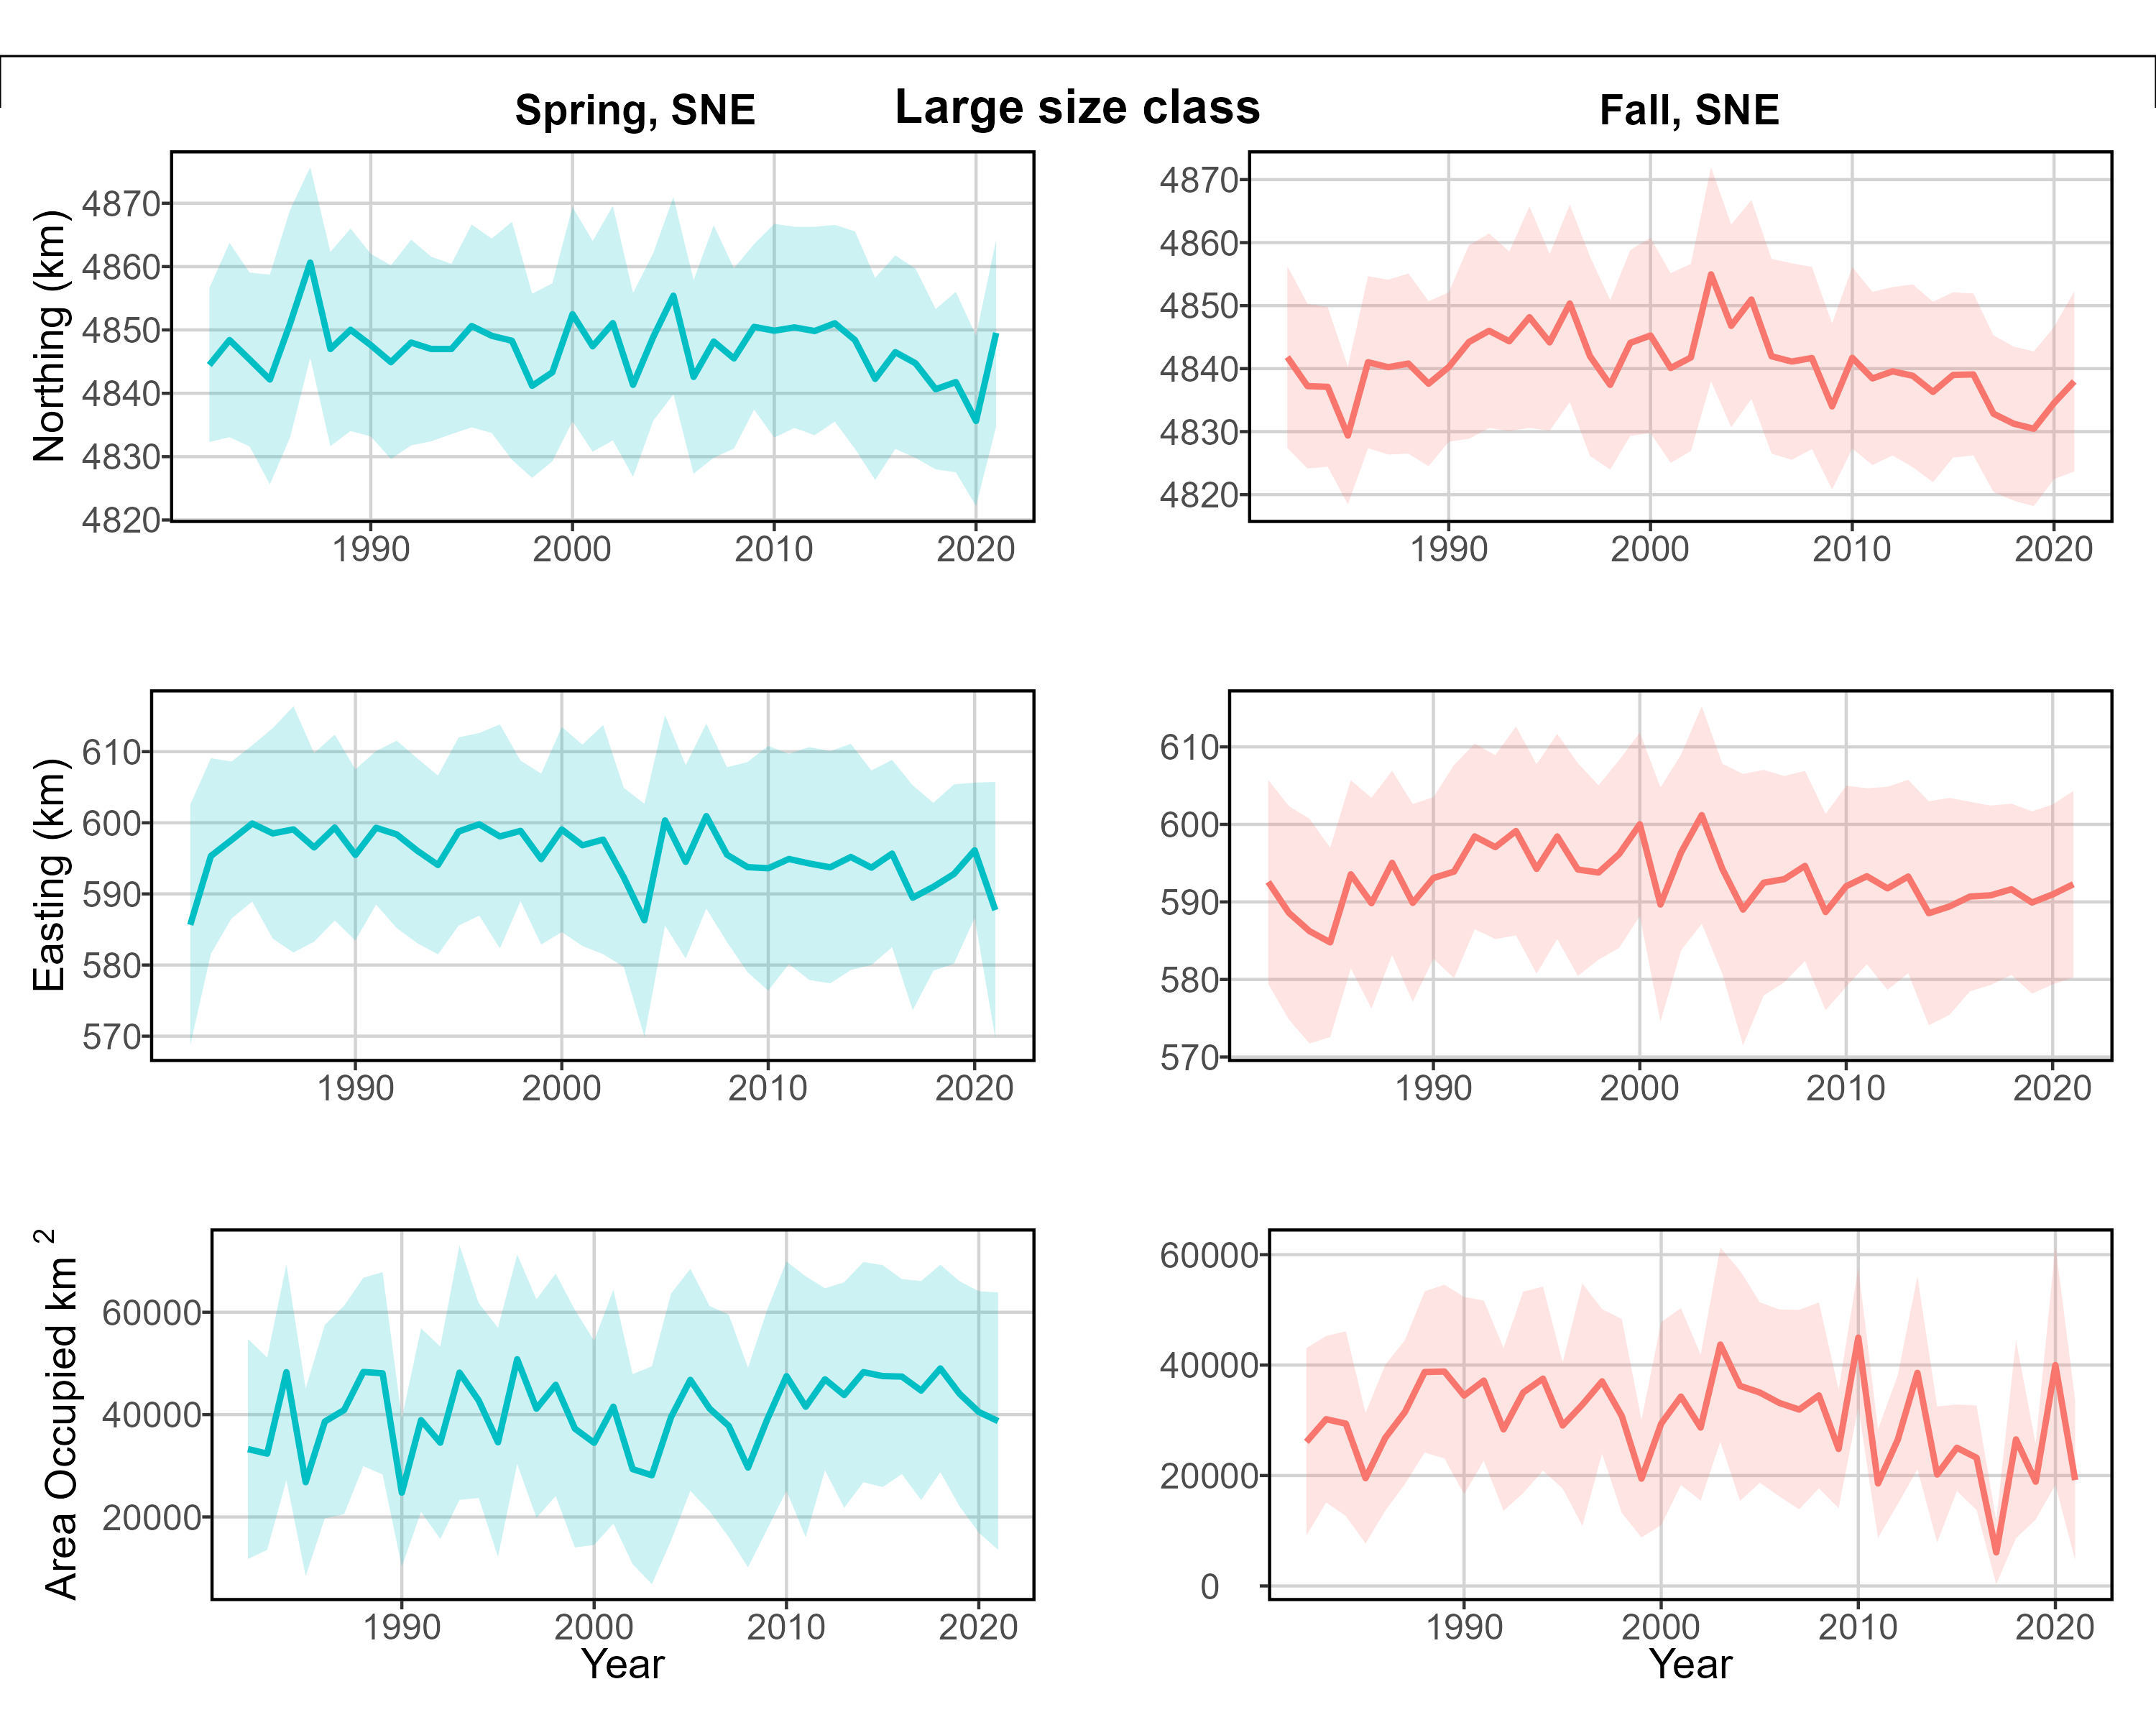 Large size class
Spring, SNE
Fall, SNE
Northing (km)
4870
4860
4850
4840
4830
4820
1990 2000 2010 2020
4870
4860
4850
4840
4830
4820
1990 2000 2010 2020
Easting (km)
610
600
590
580
570
1990 2000 2010 2020
610
600
590
580
570
1990 2000 2010 2020
Area Occupied km 2
60000
40000
20000
1990 2000 2010 2020
Year
60000
40000
20000
0
1990 2000 2010 2020
Year